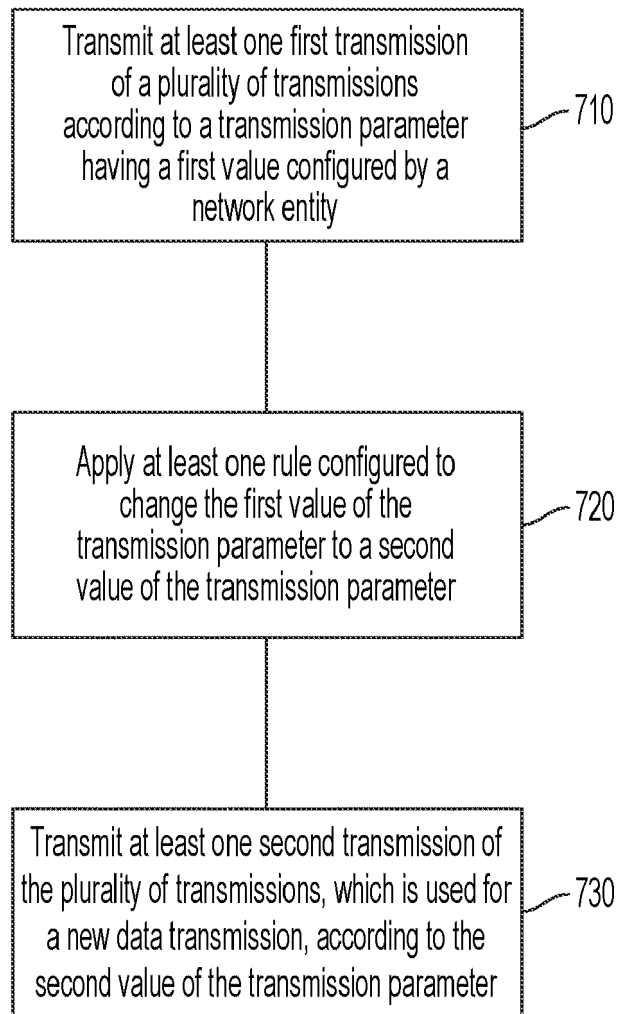 Transmit at least one first transmission
of a plurality of transmissions
according to a transmission parameter
having a first value configured by a
network entity
710
Apply at least one rule configured to
change the first value of the
transmission parameter to a second
value of the transmission parameter
720
Transmit at least one second transmission of
the plurality of transmissions, which is used for
a new data transmission, according to the
second value of the transmission parameter
730